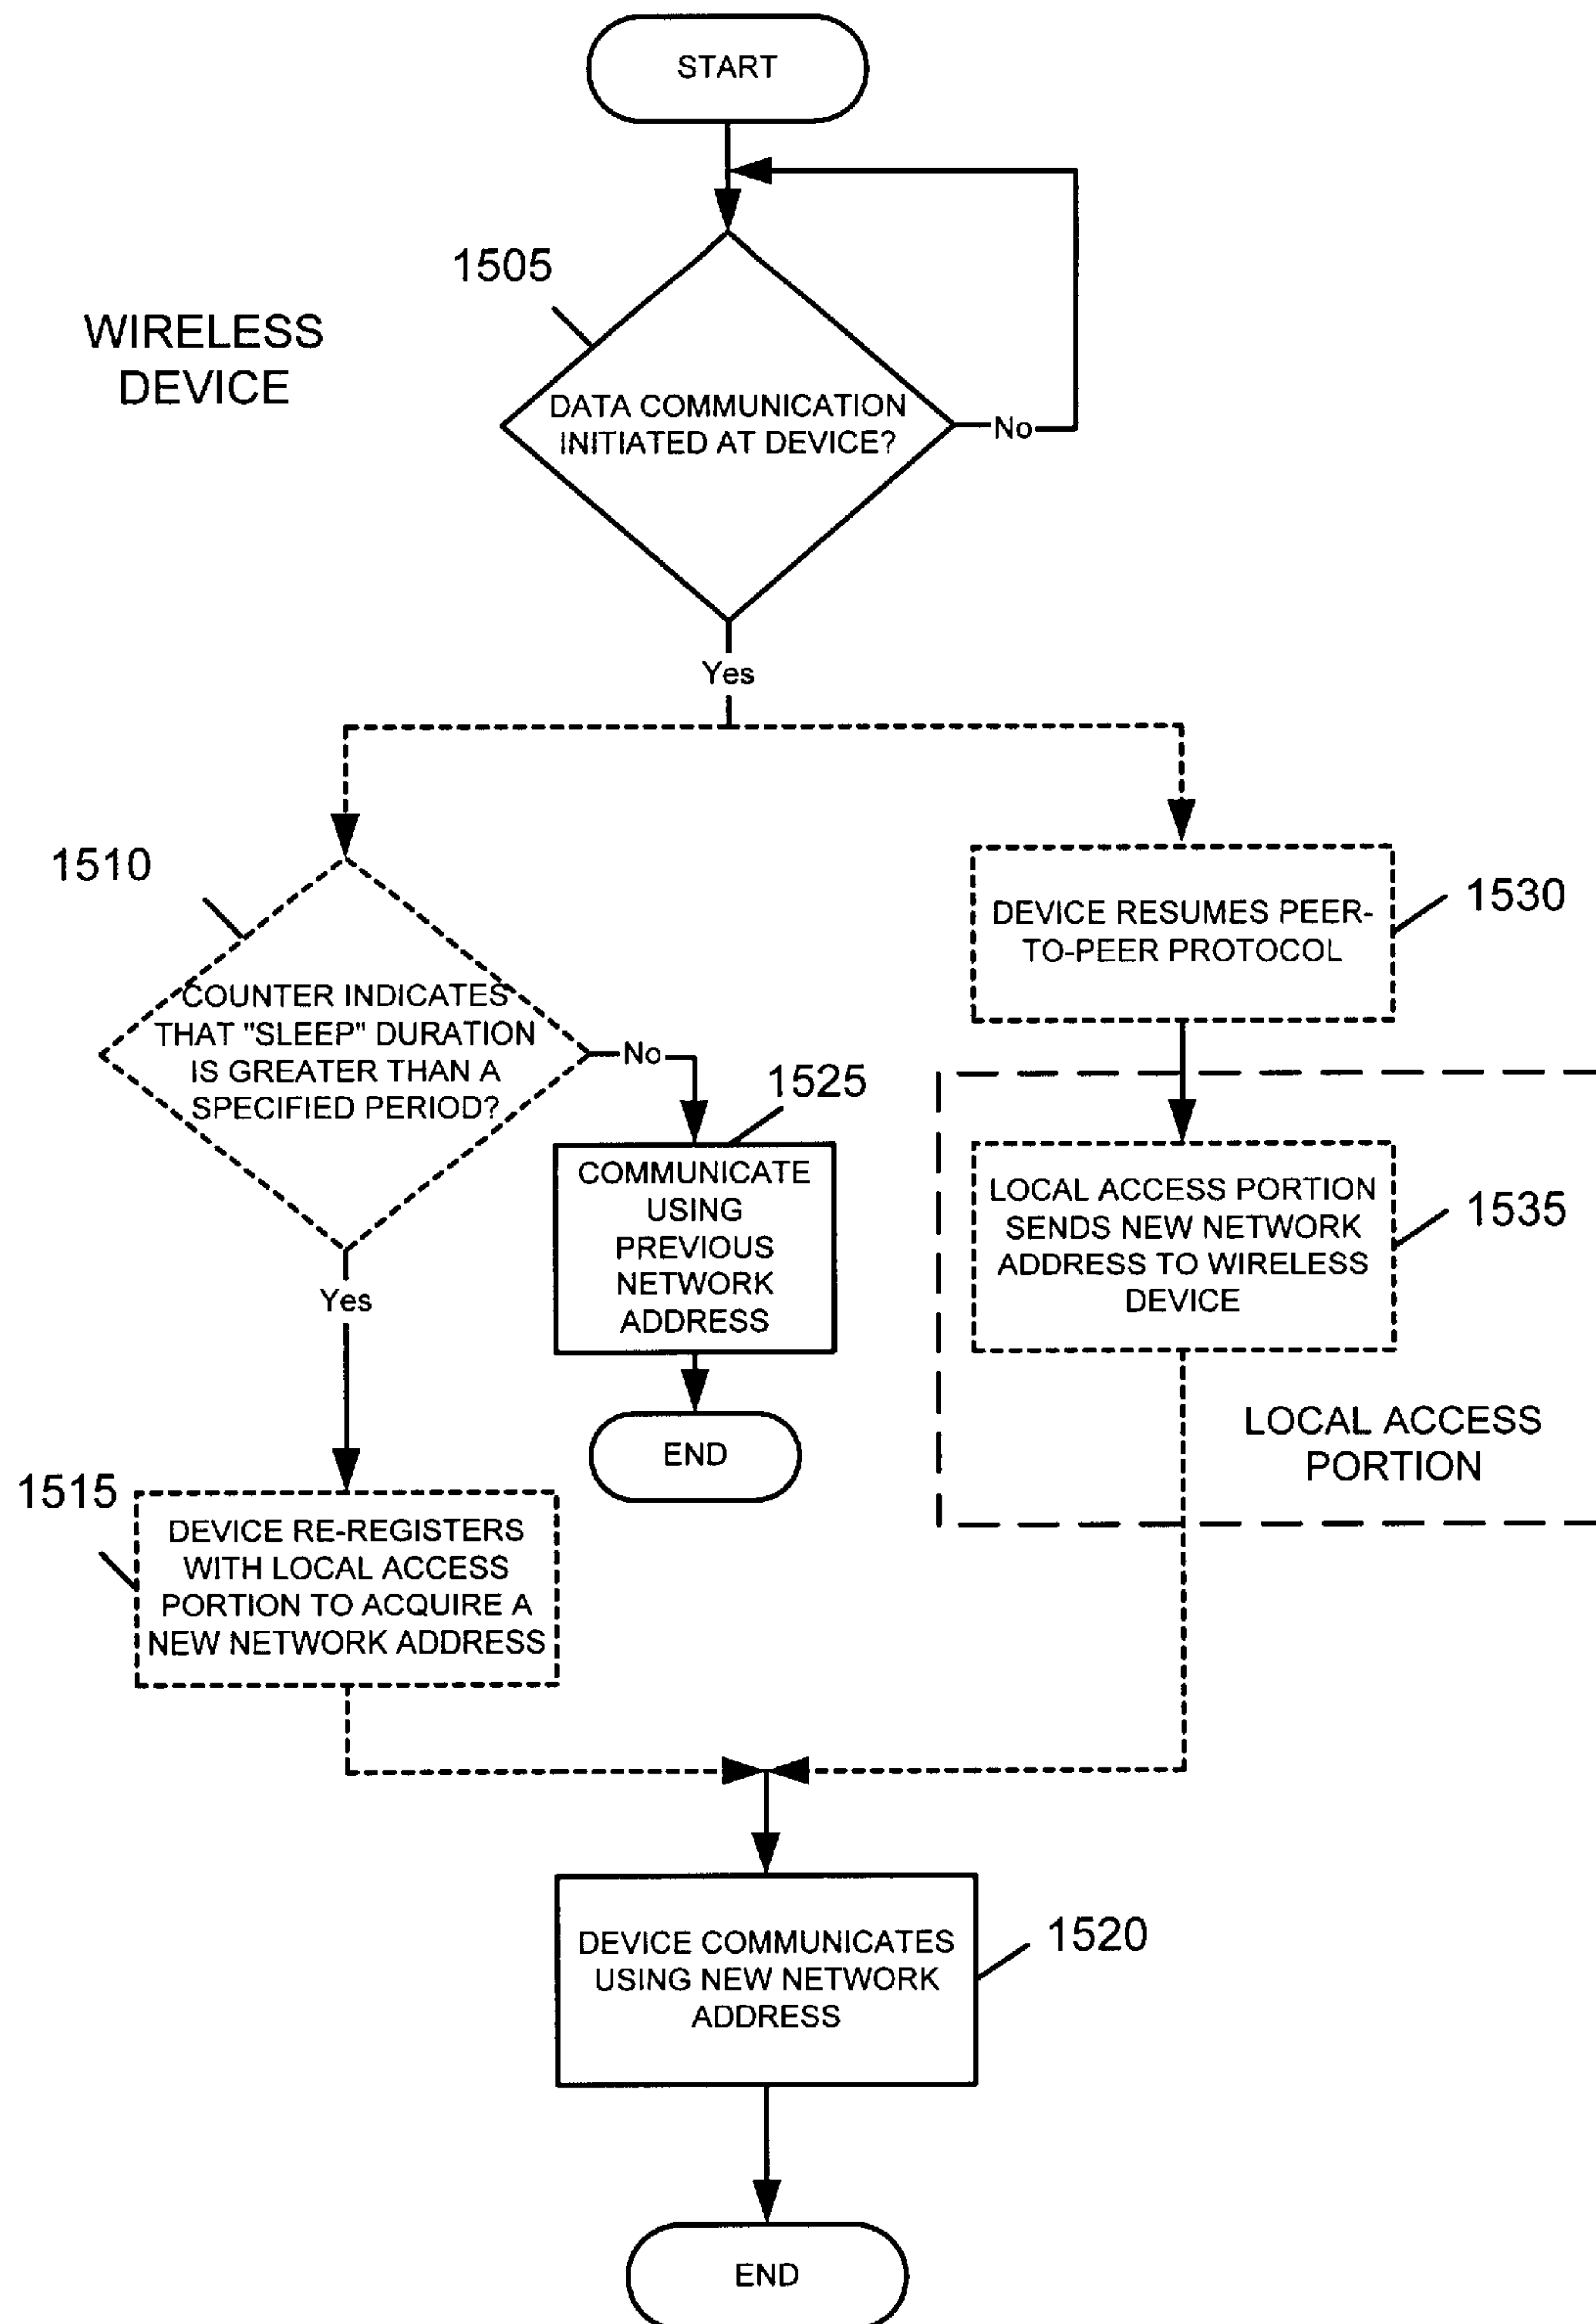 START
1505
WIRELESS
DEVICE
DATA COMMUNICATION
INITIATED AT DEVICE?
No
Yes
1510
COUNTER INDICATES
THAT "SLEEP" DURATION
IS GREATER THAN A
SPECIFIED PERIOD?
No
Yes
1525
COMMUNICATE
USING
PREVIOUS
NETWORK
ADDRESS
END
DEVICE RESUMES PEER-
TO-PEER PROTOCOL
1530
LOCAL ACCESS PORTION
SENDS NEW NETWORK
ADDRESS TO WIRELESS
DEVICE
1535
LOCAL ACCESS
PORTION
1515
DEVICE RE-REGISTERS
WITH LOCAL ACCESS
PORTION TO ACQUIRE A
NEW NETWORK ADDRESS
DEVICE COMMUNICATES
USING NEW NETWORK
ADDRESS
1520
END